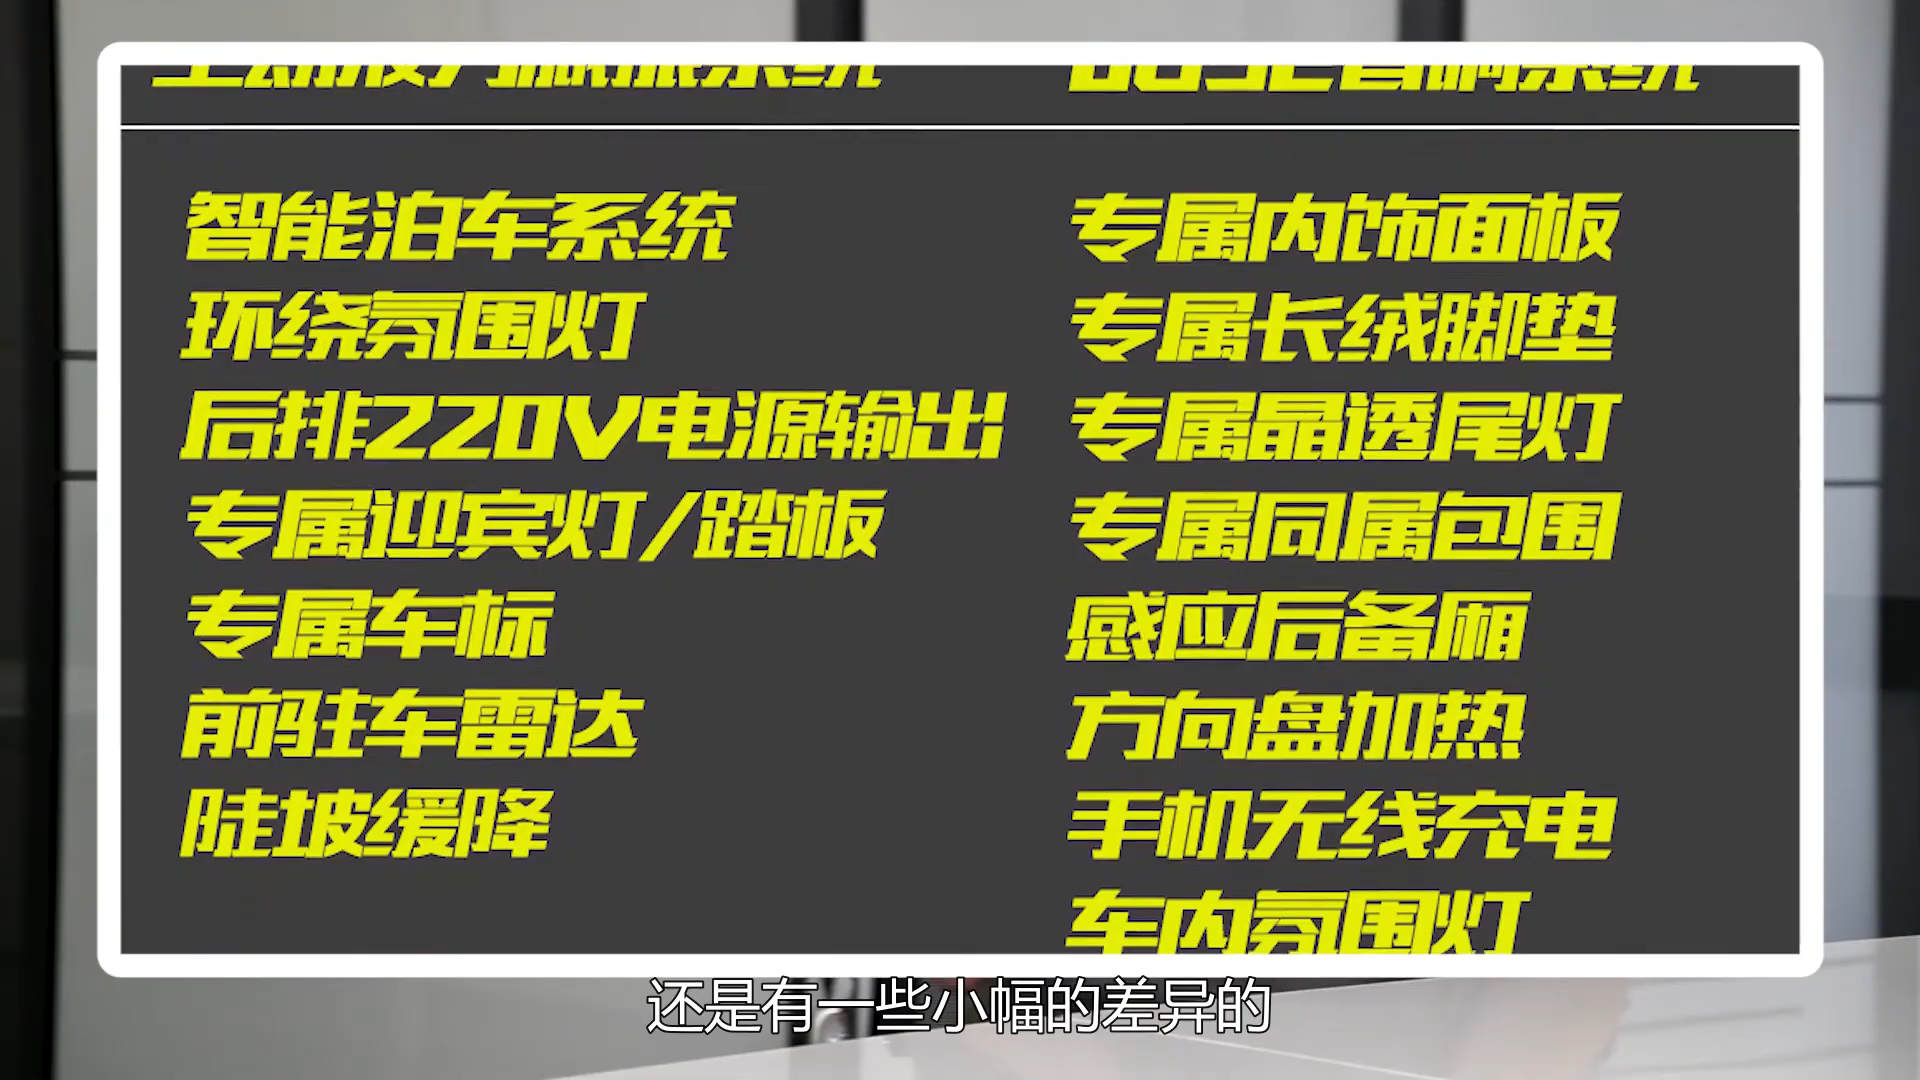 智能泊车系统
环绕氛围灯
后排220V电源输出
专属迎宾灯/踏板
专属车标
前驻车雷达
陡坡缓降
专属内饰面板
专属长绒脚垫
专属晶透尾灯
专属同属包围
感应后备厢
方向盘加热
手机无线充电
车内氛围灯
还是有一些小幅的差异的